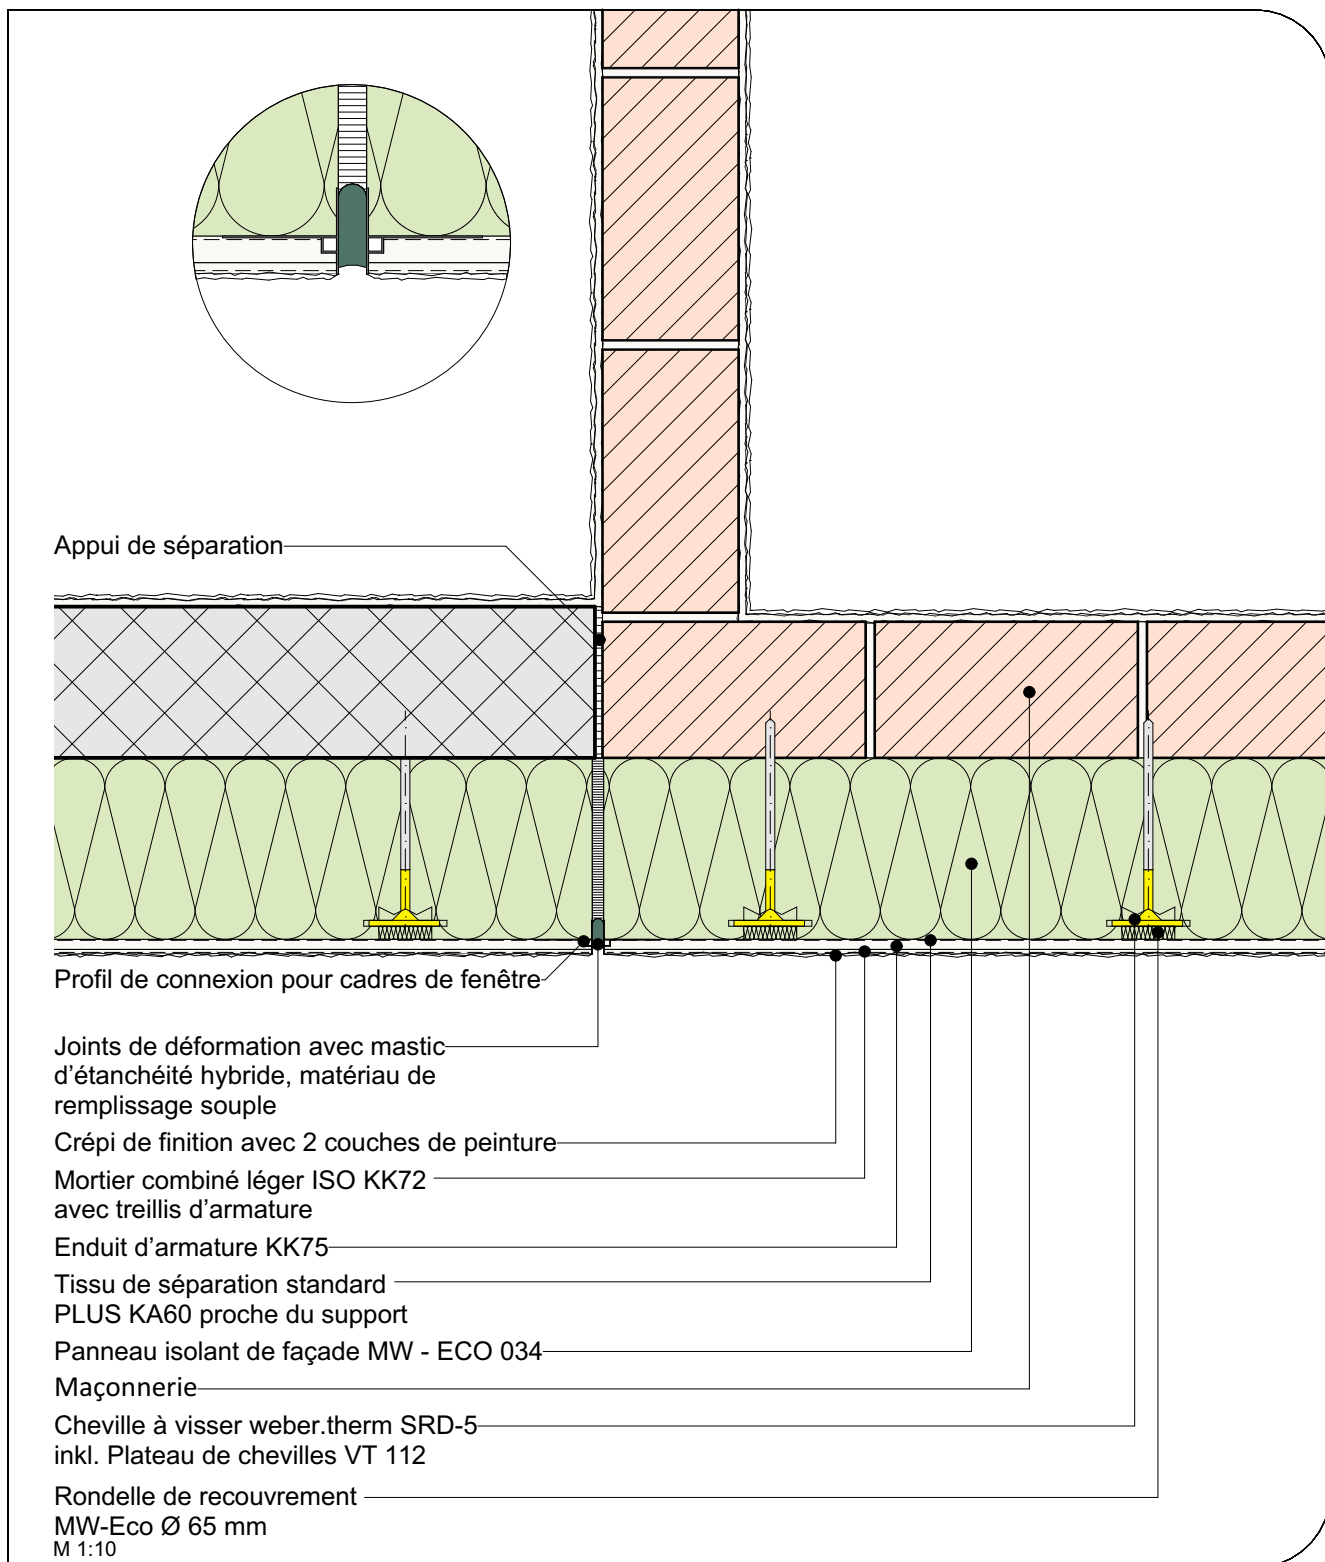 Appui de séparation
Profil de connexion pour cadres de fenêtre
Joints de déformation avec mastic
d’étanchéité hybride, matériau de
remplissage souple
Crépi de finition avec 2 couches de peinture
Mortier combiné léger ISO KK72
avec treillis d’armature
Enduit d’armature KK75
Tissu de séparation standard
PLUS KA60 proche du support
Panneau isolant de façade MW - ECO 034
Maçonnerie
Cheville à visser weber.therm SRD-5
inkl. Plateau de chevilles VT 112
Rondelle de recouvrement
MW-Eco Ø 65 mm
M 1:10